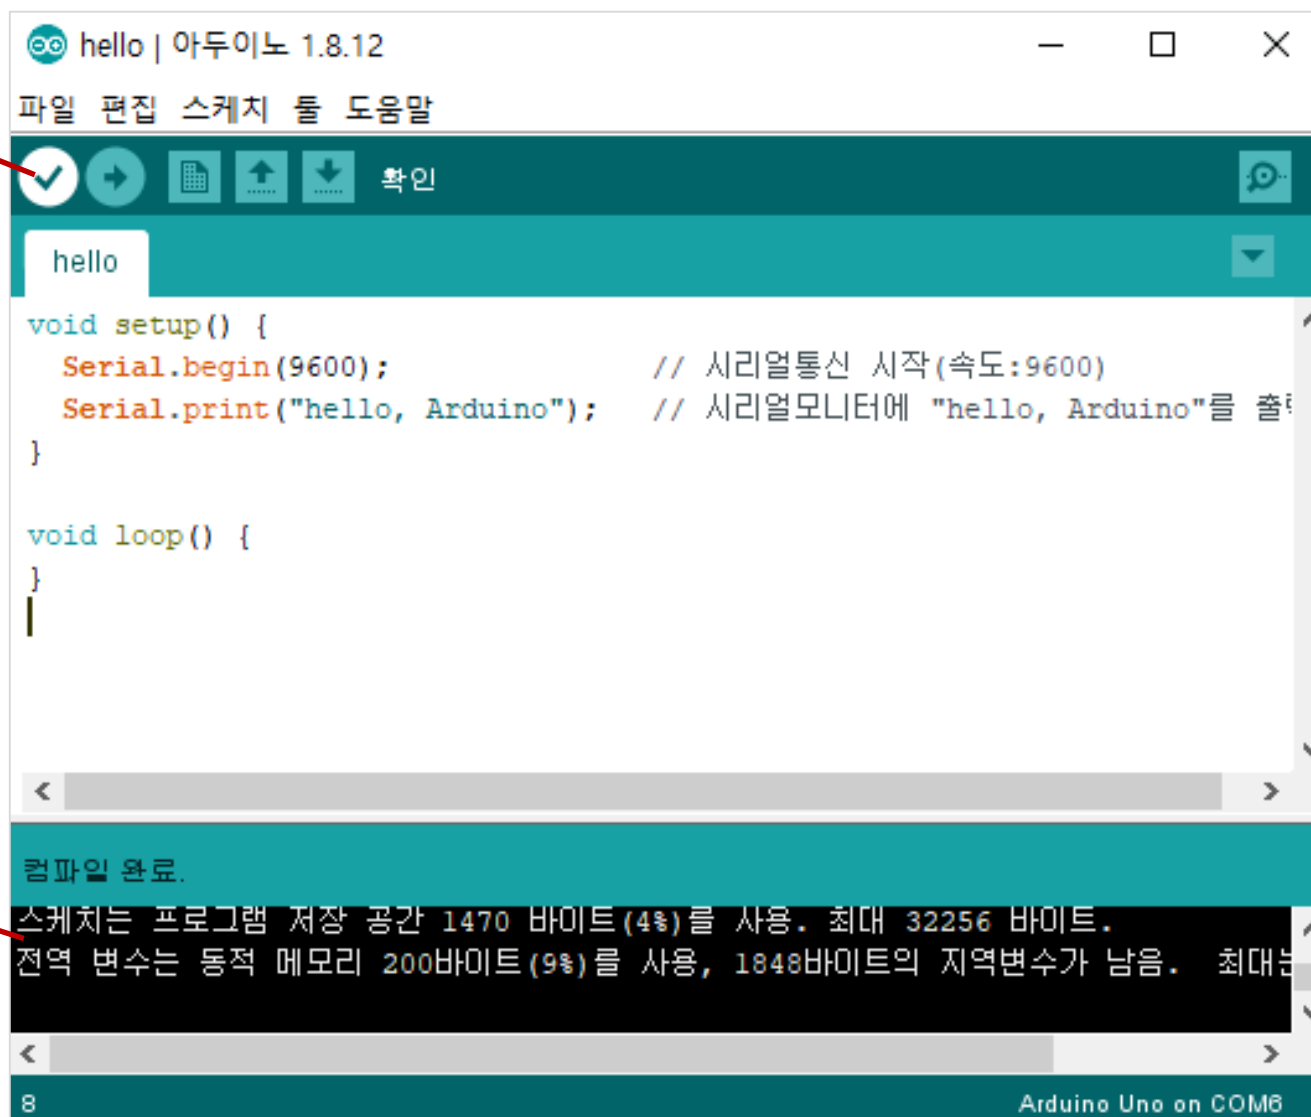 hello | 아두이노 1.8.12
파일 편집 스케치 툴 도움말
확인
hello
void setup() {
  Serial.begin(9600);               // 시리얼통신 시작(속도:9600)
  Serial.print("hello, Arduino");   // 시리얼모니터에 "hello, Arduino"를
}
void loop() {
}
컴파일 완료.
스케치는 프로그램 저장 공간 1470 바이트(4%)를 사용. 최대 32256 바이트.
전역 변수는 동적 메모리 200바이트(9%)를 사용, 1848바이트의 지역변수가 남음.  최대는
8
Arduino Uno on COM6